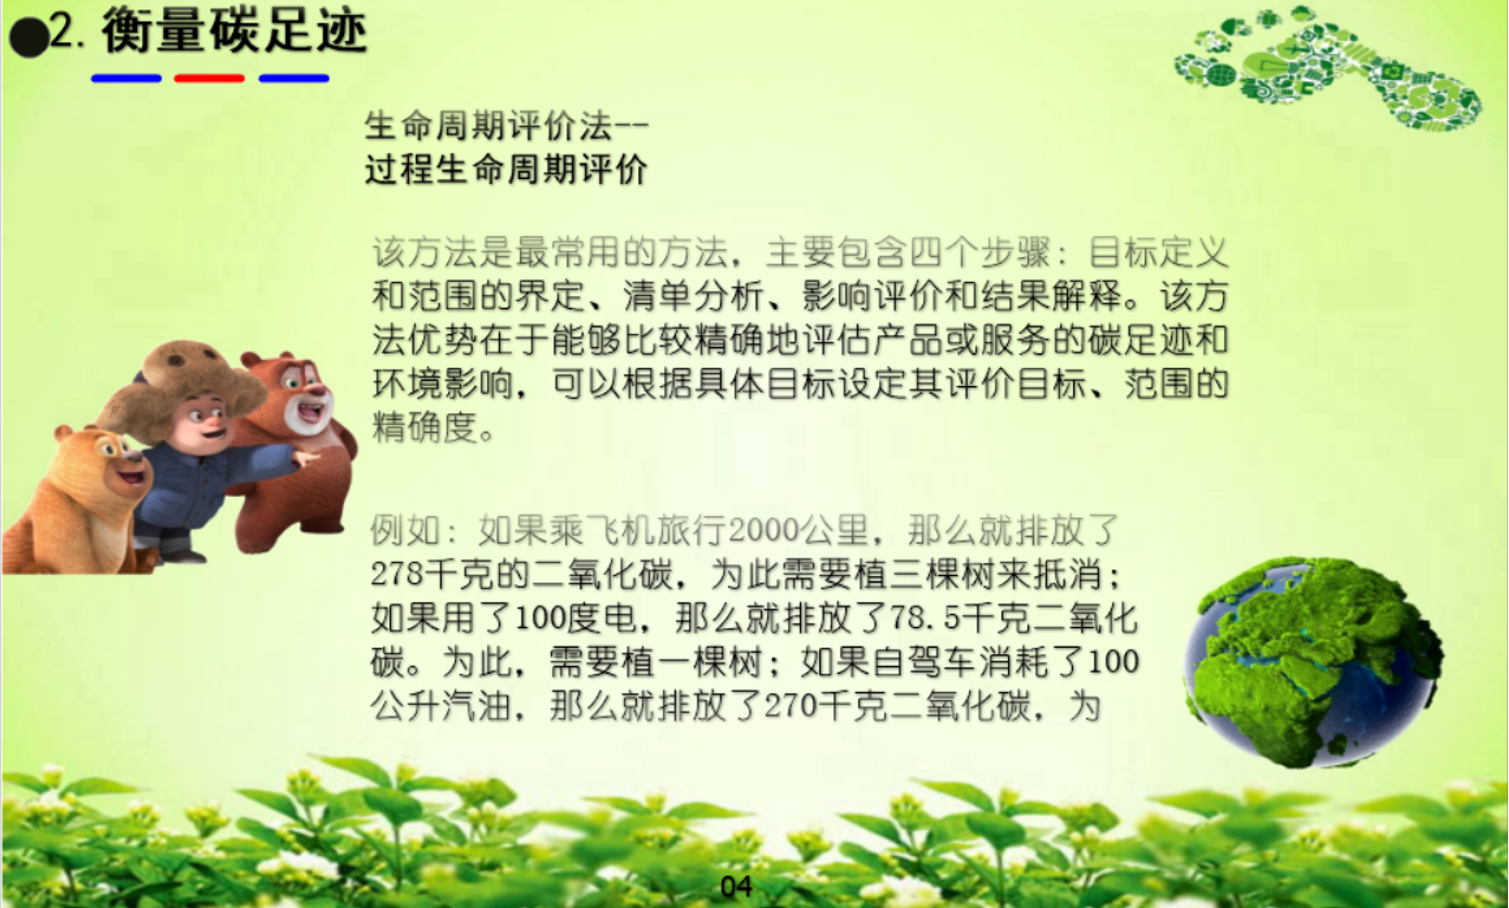 2. 衡量碳足迹
生命周期评价法--
过程生命周期评价
该方法是最常用的方法，主要包含四个步骤：目标定义
和范围的界定、清单分析、影响评价和结果解释。该方
法优势在于能够比较精确地评估产品或服务的碳足迹和
环境影响，可以根据具体目标设定其评价目标、范围的
精确度。
例如：如果乘飞机旅行2000公里，那么就排放了
278千克的二氧化碳，为此需要植三棵树来抵消；
如果用了100度电，那么就排放了78.5千克二氧化
碳。为此，需要植一棵树；如果自驾车消耗了100
公升汽油，那么就排放了270千克二氧化碳，为
04